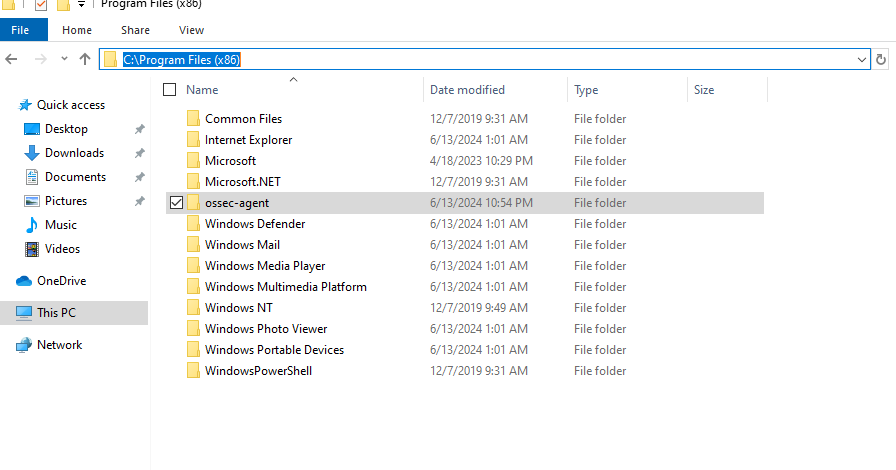 Program Files (x86)
File Home Share View
C:\Program Files (x86)
Name Date modified Type Size
Quick access
Desktop
Downloads
Documents
Pictures
Music
Videos
OneDrive
This PC
Network
Common Files 12/7/2019 9:31 AM File folder
Internet Explorer 6/13/2024 1:01 AM File folder
Microsoft 4/18/2023 10:29 PM File folder
Microsoft.NET 12/7/2019 9:31 AM File folder
ossec-agent 6/13/2024 10:54 PM File folder
Windows Defender 6/13/2024 1:01 AM File folder
Windows Mail 6/13/2024 1:01 AM File folder
Windows Media Player 6/13/2024 1:01 AM File folder
Windows Multimedia Platform 6/13/2024 1:01 AM File folder
Windows NT 12/7/2019 9:49 AM File folder
Windows Photo Viewer 6/13/2024 1:01 AM File folder
Windows Portable Devices 6/13/2024 1:01 AM File folder
WindowsPowerShell 12/7/2019 9:31 AM File folder